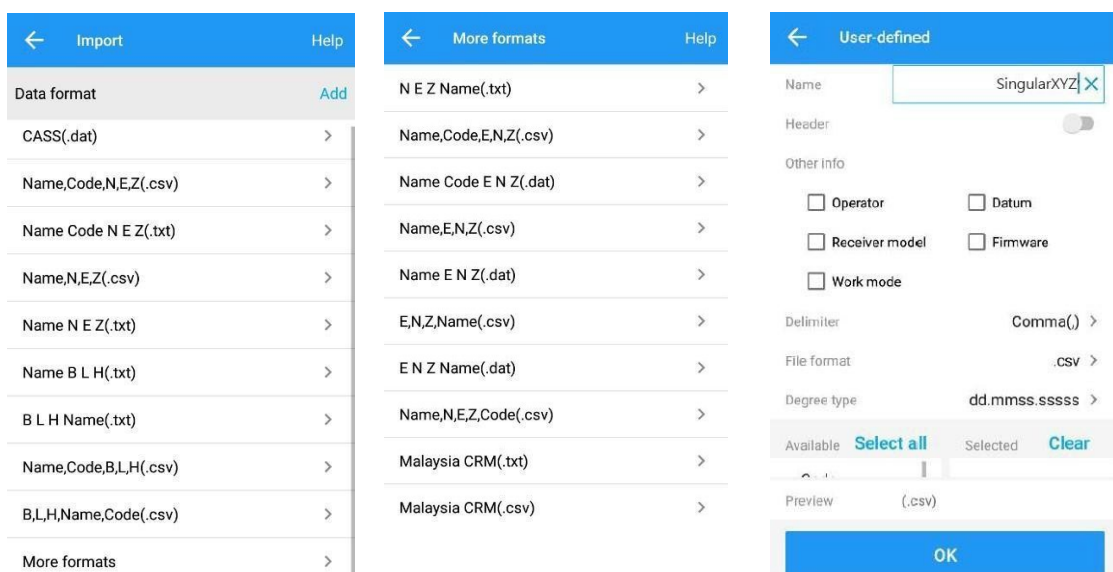 Import Help
Data format Add
CASS(.dat)
Name,Code,N,E,Z(.csv)
Name Code N E Z(.txt)
Name,N,E,Z(.csv)
Name N E Z(.txt)
Name B L H(.txt)
B L H Name(.txt)
Name,Code,B,L,H(.csv)
B,L,H,Name,Code(.csv)
More formats
More formats Help
N E Z Name(.txt)
Name,Code,E,N,Z(.csv)
Name Code E N Z(.dat)
Name,E,N,Z(.csv)
Name E N Z(.dat)
E,N,Z,Name(.csv)
E N Z Name(.dat)
Name,N,E,Z,Code(.csv)
Malaysia CRM(.txt)
Malaysia CRM(.csv)
User-defined
Name SingularXYZ
Header
Other info
Operator Datum
Receiver model Firmware
Work mode
Delimiter Comma(,)
File format .csv
Degree type dd.mmss.sssss
Available Select all Selected Clear
Preview (.csv)
OK